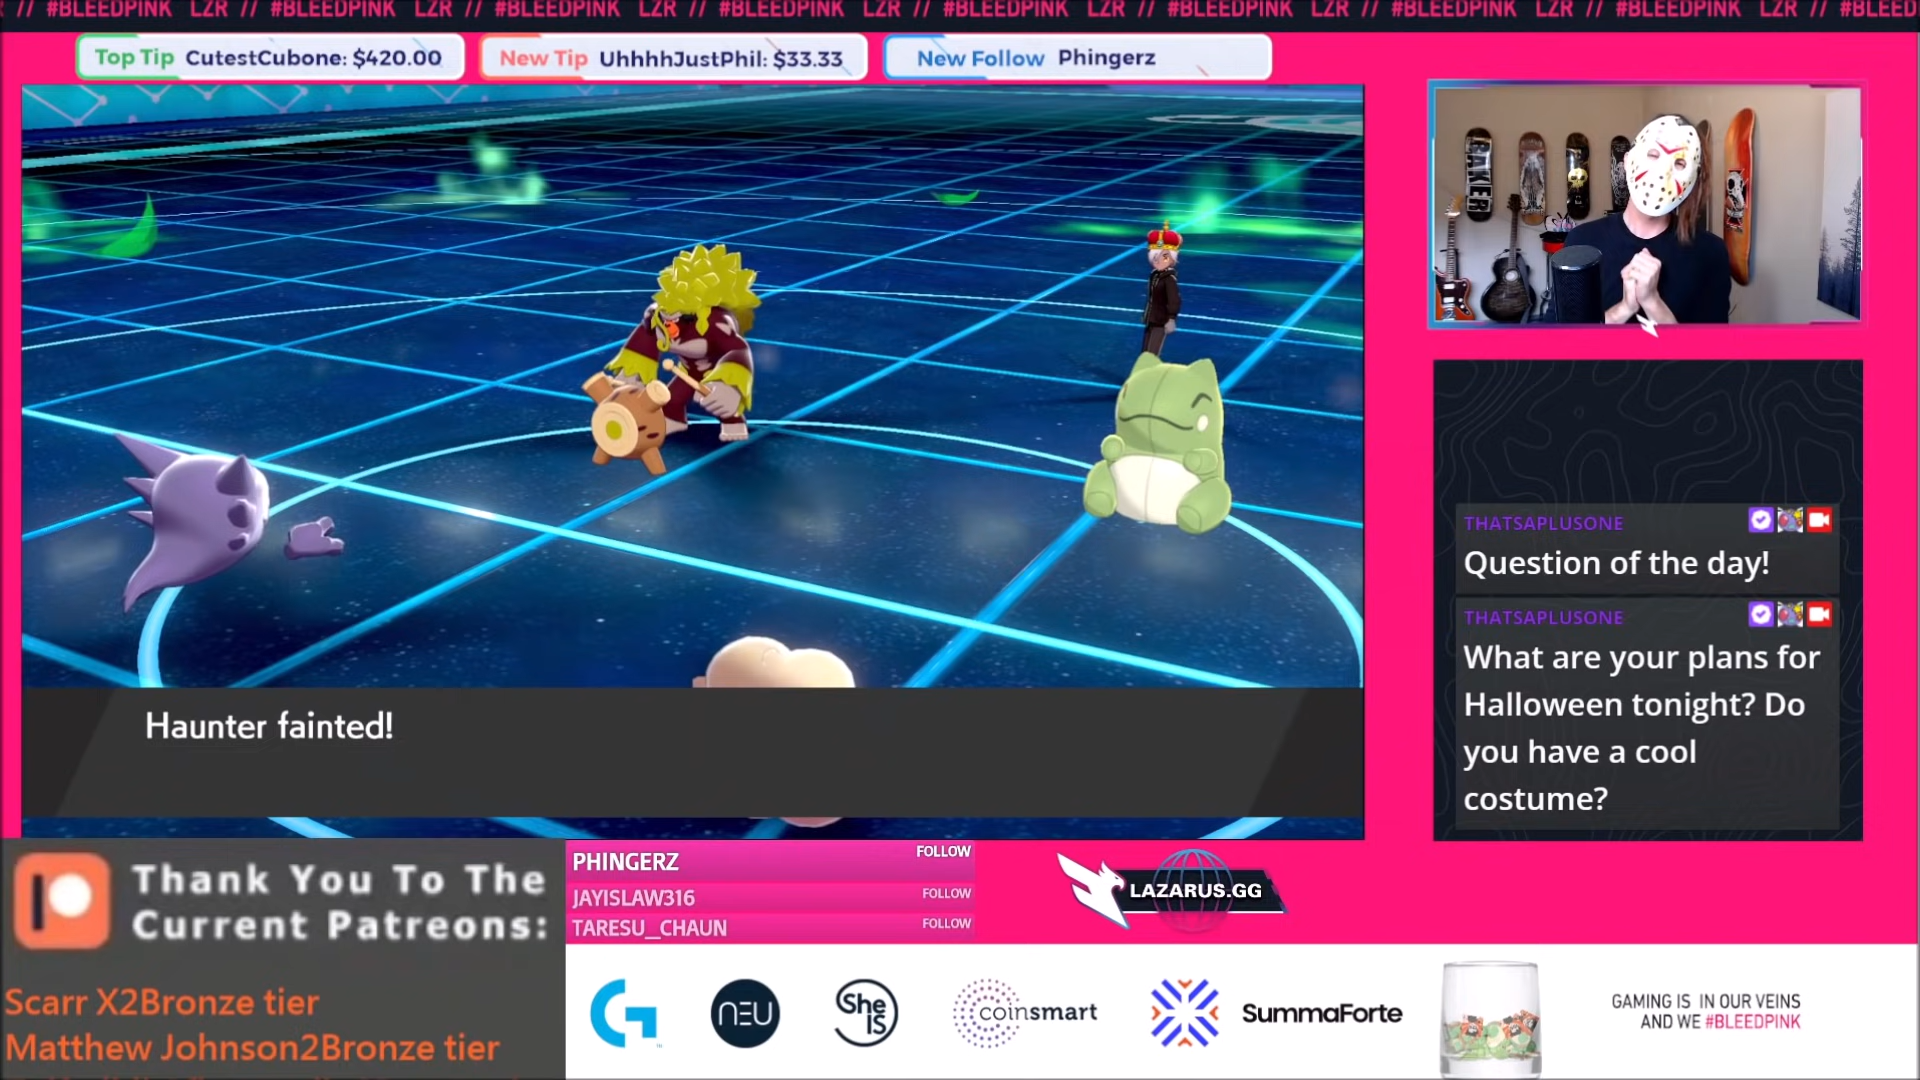 // #BLEEDPINK LZR // #BLEEDPINK LZR // #BLEEDPINK LZR // #BLEEDPINK LZR // #BLEEDPINK LZR // #BLEEDPINK LZR // #BLEEDPINK LZR // #BLEEDPINK LZR // #BLEED
Top Tip CutestCubone: $420.00
New Tip UhhhhJustPhil: $33.33
New Follow Phingerz
BAKER
THATSAPLUSONE
Question of the day!
THATSAPLUSONE
What are your plans for
Halloween tonight? Do
you have a cool
costume?
Haunter fainted!
Thank You To The
Current Patreons:
Scarr X2Bronze tier
Matthew Johnson2Bronze tier
PHINGERZ FOLLOW
JAYISLAW316 FOLLOW
TARESU_CHAUN FOLLOW
LAZARUS.GG
G
NEU
She
IS
coinsmart
SummaForte
GAMING IS IN OUR VEINS
AND WE #BLEEDPINK